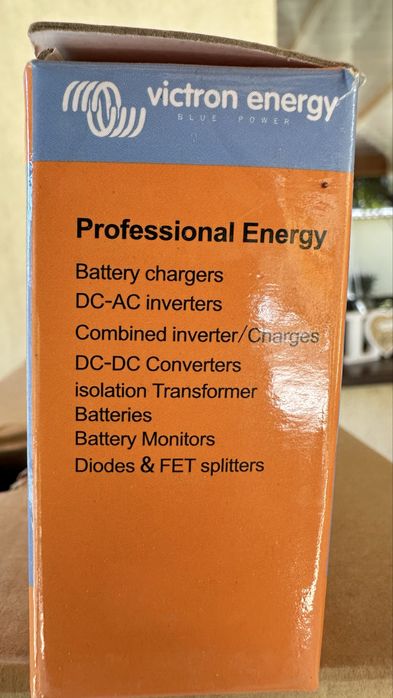 victron energy
BLUE POWER
Professional Energy
Battery chargers
DC-AC inverters
Combined inverter/Charges
DC-DC Converters
isolation Transformer
Batteries
Battery Monitors
Diodes & FET splitters